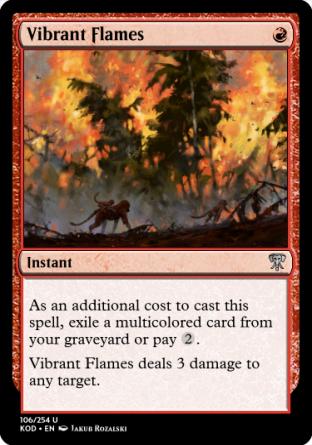 Vibrant Flames
Instant
As an additional cost to cast this
spell, exile a multicolored card from
your graveyard or pay 2.
Vibrant Flames deals 3 damage to
any target.
106/254 U
KOD • EN Jakub Rozalski